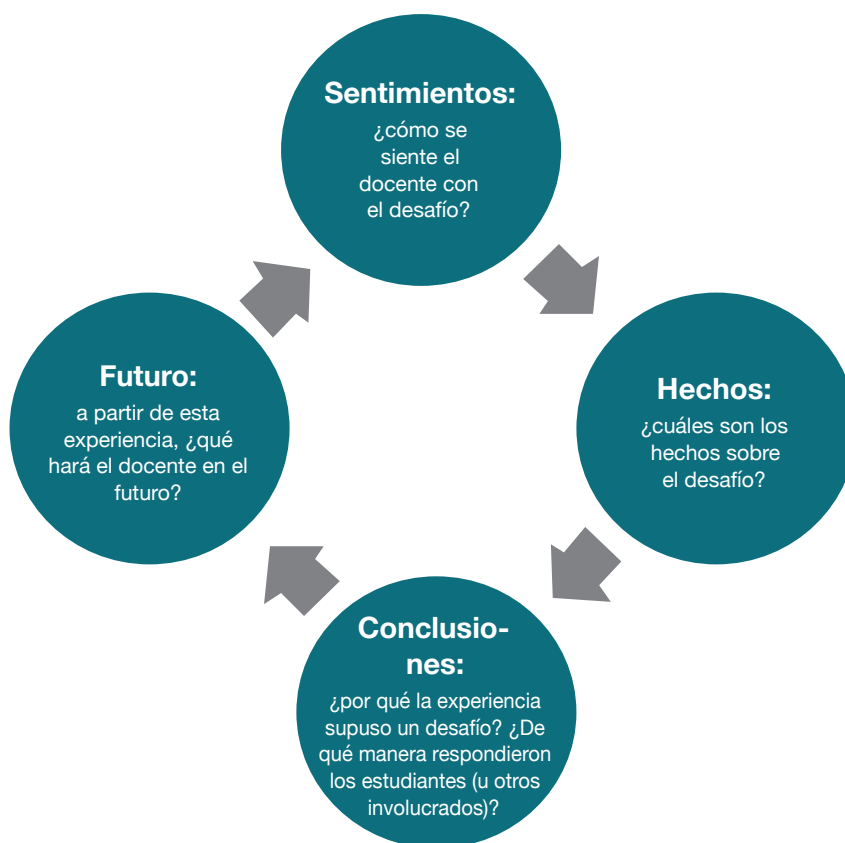 Sentimientos:
¿cómo se
siente el
docente con
el desafío?
Hechos:
¿cuáles son los
hechos sobre
el desafío?
Conclusio-
nes:
¿por qué la experiencia
supuso un desafío? ¿De
qué manera respondieron
los estudiantes (u otros
involucrados)?
Futuro:
a partir de esta
experiencia, ¿qué
hará el docente en el
futuro?